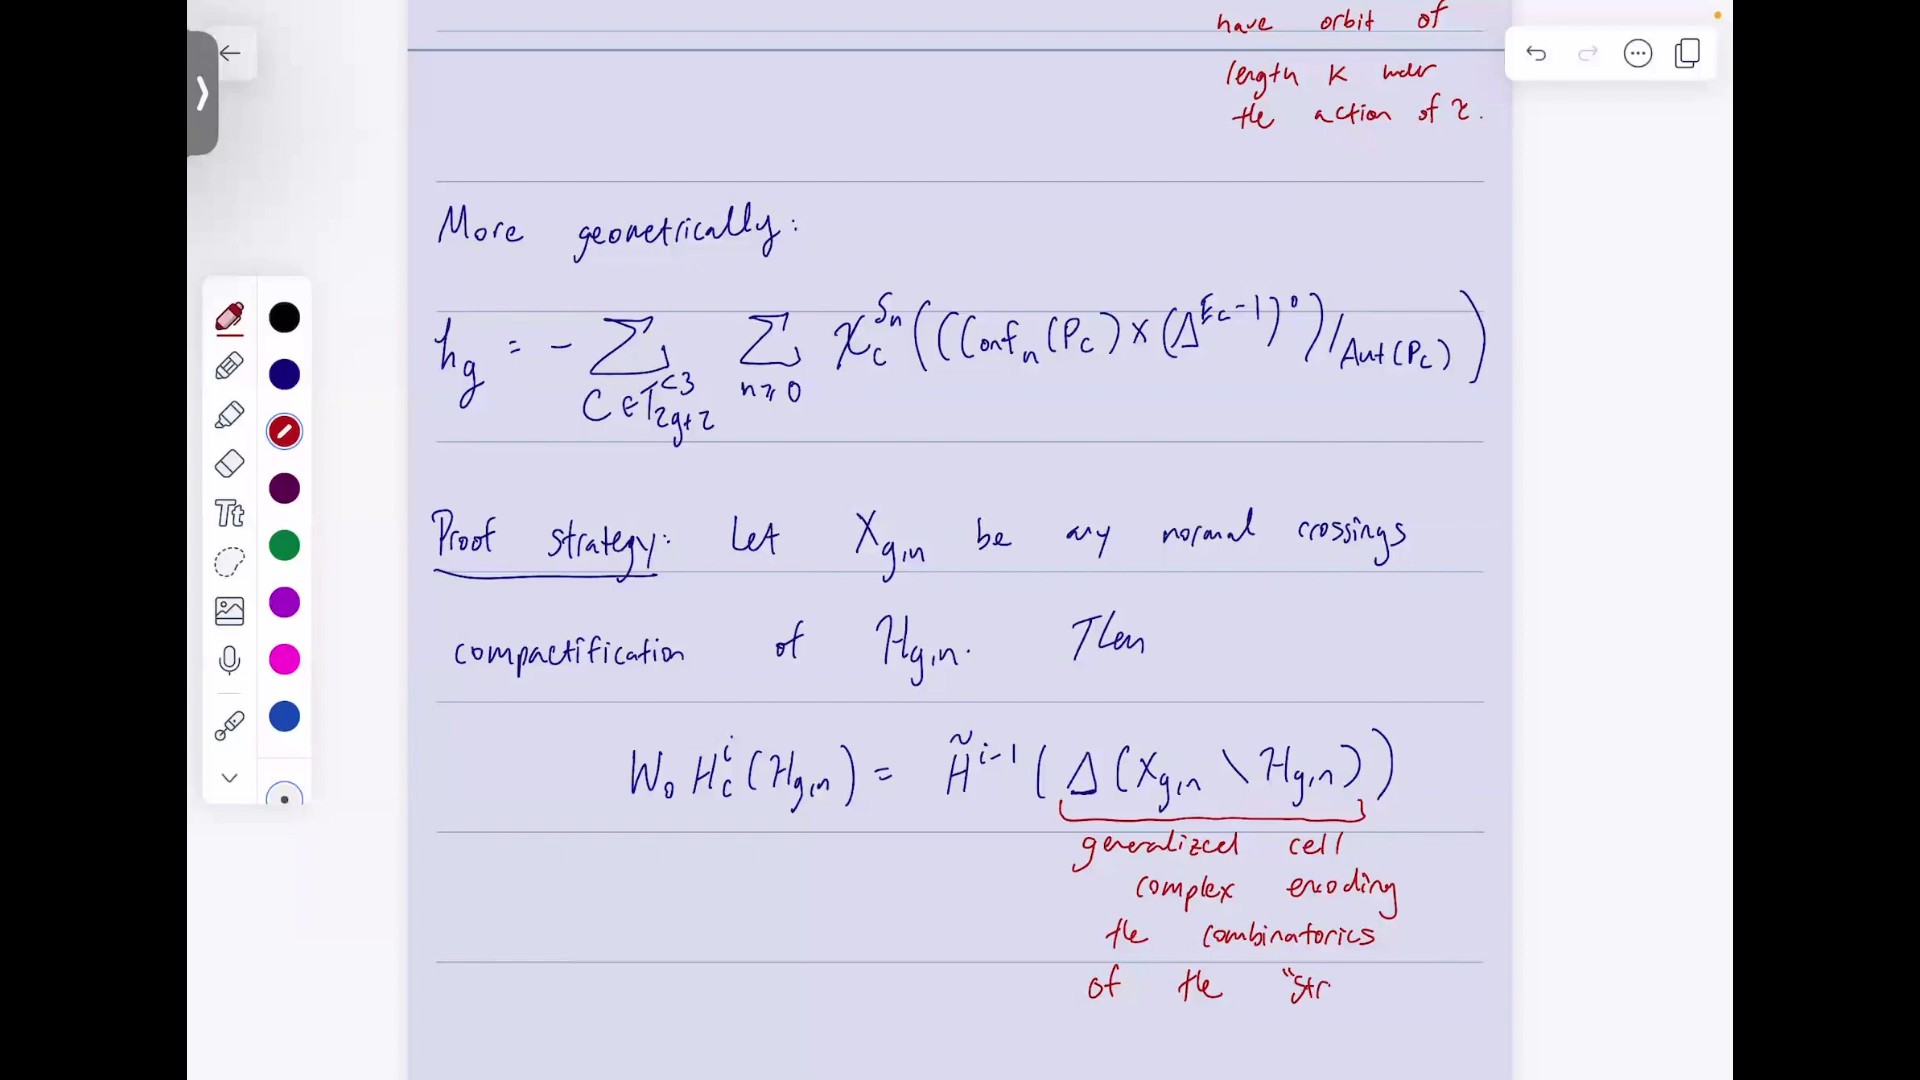 have orbit of
length K under
the action of τ.
More geometrically:
h_g = - ∑_{C ∈ T_{2g+2}^{<3}} ∑_{n≥0} χ_c^{S_n} (((Conf_n(P_C) × (Δ^{E_C-1})°)/Aut(P_C))
Proof strategy: Let X_{g,n} be any normal crossings
compactification of H_{g,n}. Then
W_0 H_c^i (H_{g,n}) = H̃^{i-1} (Δ(X_{g,n} \ H_{g,n}))
generalized cell
complex encoding
the combinatorics
of the "str
Tt